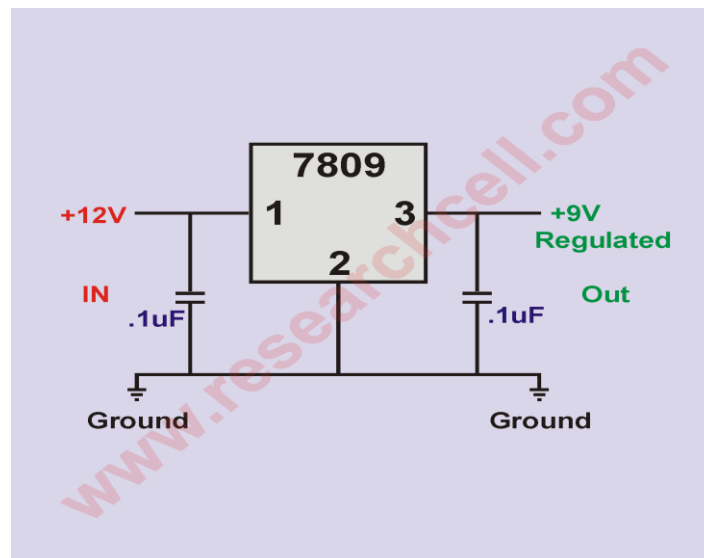 7809
+12V
1
3
+9V
Regulated
2
IN
.1uF
.1uF
Out
Ground
Ground
www.researchcell.com